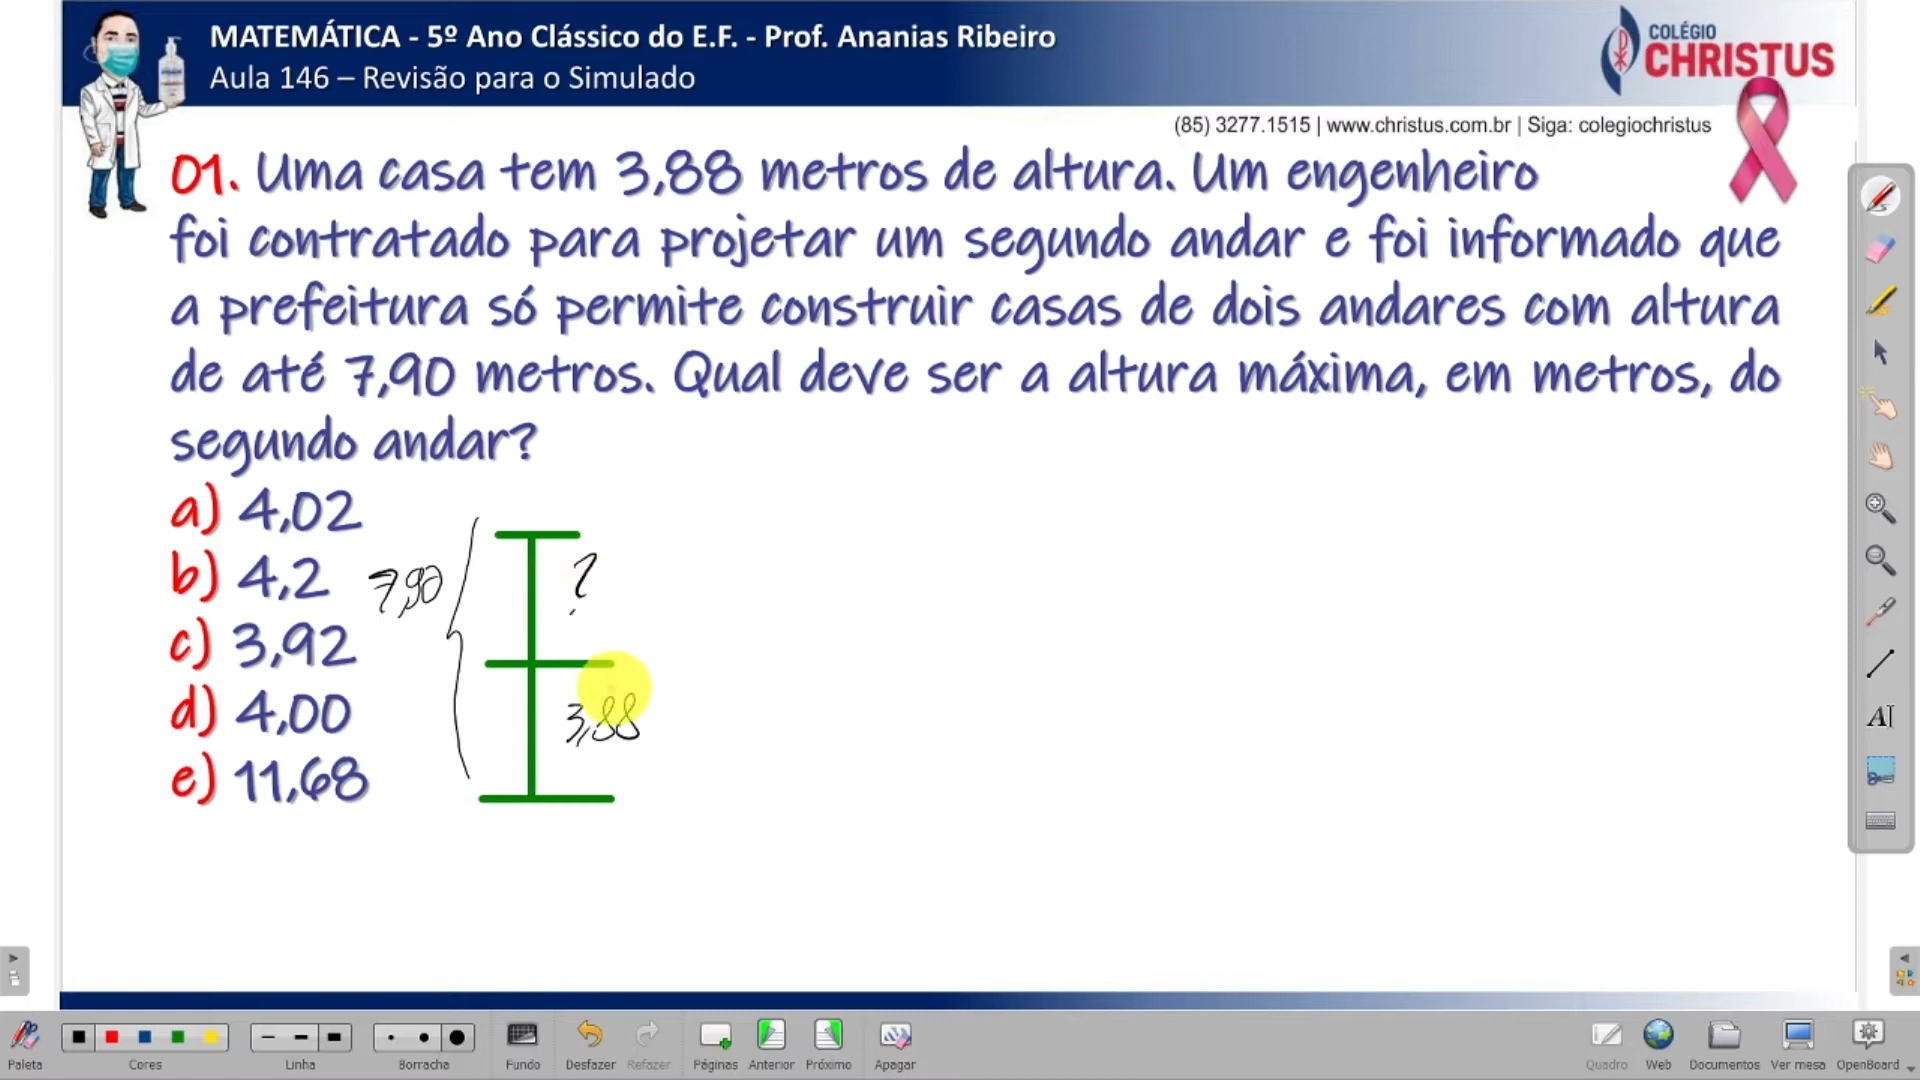 MATEMÁTICA - 5º Ano Clássico do E.F. - Prof. Ananias Ribeiro
Aula 146 – Revisão para o Simulado
COLÉGIO
CHRISTUS
(85) 3277.1515 | www.christus.com.br | Siga: colegiochristus
01. Uma casa tem 3,88 metros de altura. Um engenheiro
foi contratado para projetar um segundo andar e foi informado que
a prefeitura só permite construir casas de dois andares com altura
de até 7,90 metros. Qual deve ser a altura máxima, em metros, do
segundo andar?
a) 4,02
b) 4,2
c) 3,92
d) 4,00
e) 11,68
7,90
?
3,88
Paleta
Cores
Linha
Borracha
Fundo
Desfazer
Refazer
Páginas
Anterior
Próximo
Apagar
Quadro
Web
Documentos
Ver mesa
OpenBoard